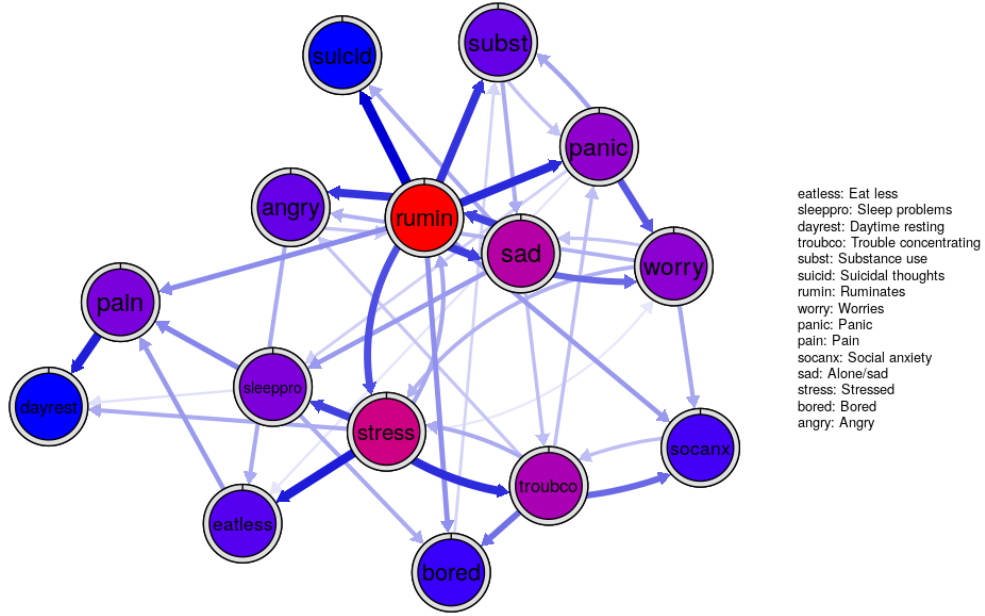 suicid
subst
panic
angry
rumin
sad
worry
pain
sleeppro
dayrest
stress
socanx
troubco
eatless
bored
eatless: Eat less
sleeppro: Sleep problems
dayrest: Daytime resting
troubco: Trouble concentrating
subst: Substance use
suicid: Suicidal thoughts
rumin: Ruminates
worry: Worries
panic: Panic
pain: Pain
socanx: Social anxiety
sad: Alone/sad
stress: Stressed
bored: Bored
angry: Angry